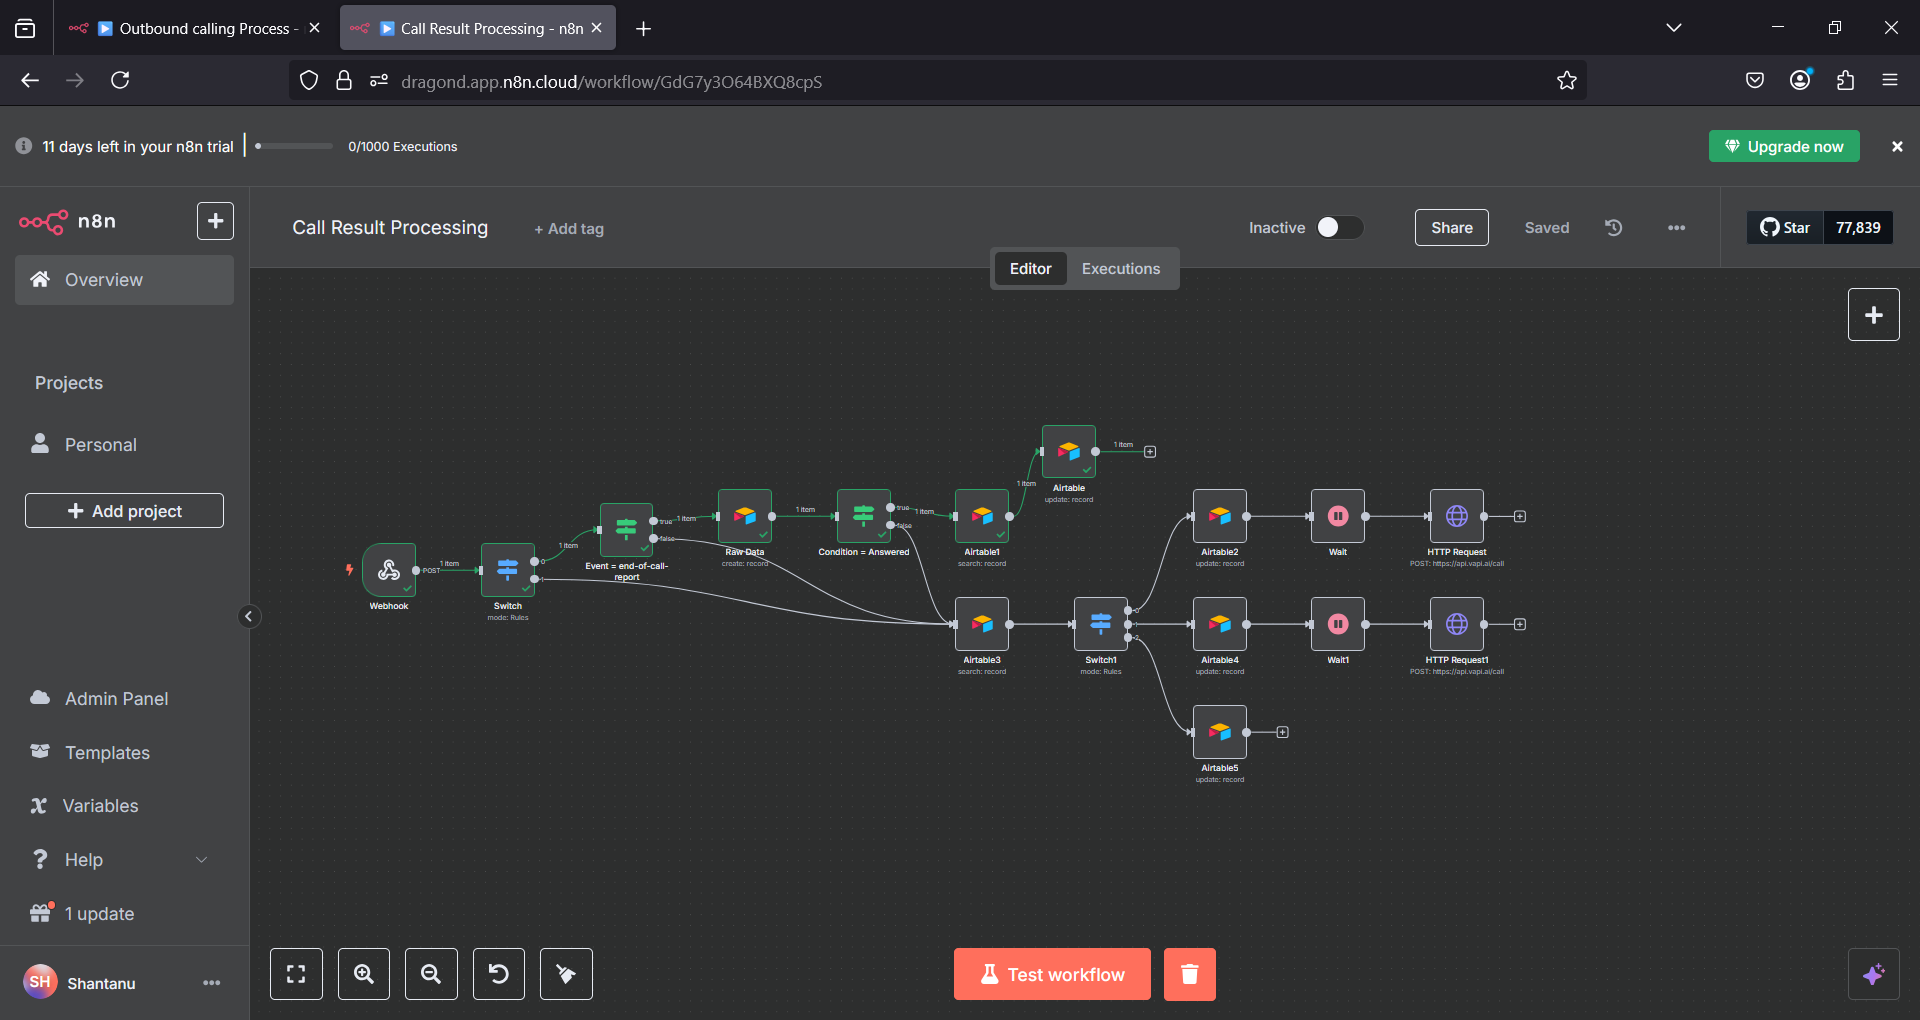 Outbound calling Process -
Call Result Processing - n8n
dragond.app.n8n.cloud/workflow/GdG7y3O64BXQ8cpS
11 days left in your n8n trial
0/1000 Executions
Upgrade now
n8n
Call Result Processing
+ Add tag
Inactive
Share
Saved
Star
77,839
Editor
Executions
Overview
Projects
Personal
Add project
Admin Panel
Templates
Variables
Help
1 update
SH
Shantanu
POST
1 item
Webhook
Switch
mode: Rules
0
1
1 item
Event = end-of-call-
report
true
false
1 item
Raw Data
create: record
1 item
Condition = Answered
true
false
1 item
Airtable1
search: record
1 item
Airtable
update: record
1 item
Airtable3
search: record
Switch1
mode: Rules
0
1
2
Airtable2
update: record
Wait
HTTP Request
POST: https://api.vapi.ai/call
Airtable4
update: record
Wait1
HTTP Request1
POST: https://api.vapi.ai/call
Airtable5
update: record
Test workflow